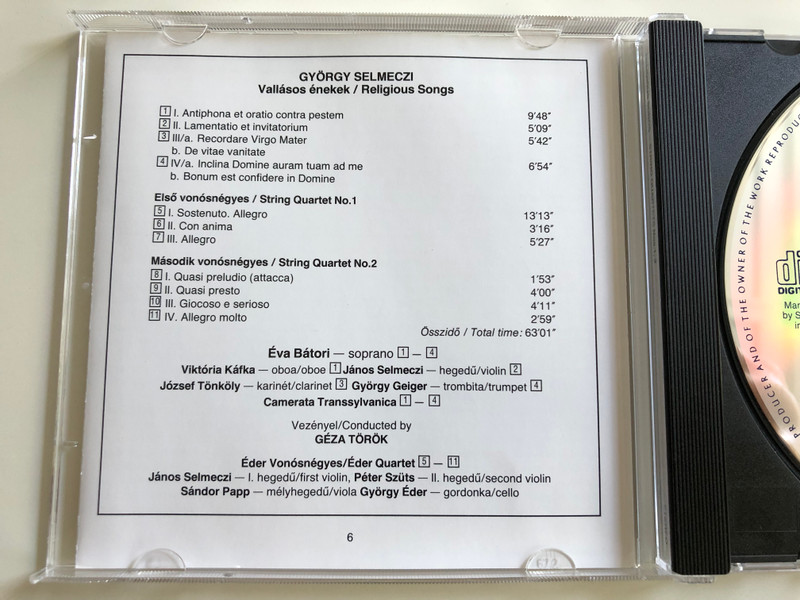 GYÖRGY SELMECZI
Vallásos énekek / Religious Songs
1 I. Antiphona et oratio contra pestem 9'48"
2 II. Lamentatio et invitatorium 5'09"
3 III/a. Recordare Virgo Mater 5'42"
b. De vitae vanitate
4 IV/a. Inclina Domine auram tuam ad me 6'54"
b. Bonum est confidere in Domine
Első vonósnégyes / String Quartet No.1
5 I. Sostenuto. Allegro 13'13"
6 II. Con anima 3'16"
7 III. Allegro 5'27"
Második vonósnégyes / String Quartet No.2
8 I. Quasi preludio (attacca) 1'53"
9 II. Quasi presto 4'00"
10 III. Giocoso e serioso 4'11"
11 IV. Allegro molto 2'59"
Összidő / Total time: 63'01"
Éva Bátori — soprano 1 — 4
Viktória Káfka — oboa/oboe 1 János Selmeczi — hegedű/violin 2
József Tönköly — karinét/clarinet 3 György Geiger — trombita/trumpet 4
Camerata Transsylvanica 1 — 4
Vezényel/Conducted by
GÉZA TÖRÖK
Éder Vonósnégyes/Éder Quartet 5 — 11
János Selmeczi — I. hegedű/first violin, Péter Szüts — II. hegedű/second violin
Sándor Papp — mélyhegedű/viola György Éder — gordonka/cello
6
PRODUCER AND OF THE OWNER OF THE WORK REPRODUC
DIGIT
Man
by S
in